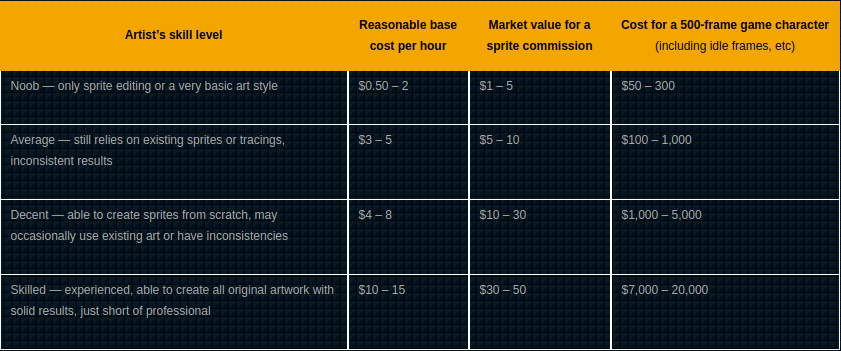 Artist's skill level
Reasonable base
cost per hour
Market value for a
sprite commission
Cost for a 500-frame game character
(including idle frames, etc)
Noob — only sprite editing or a very basic art style
$0.50 – 2
$1 – 5
$50 – 300
Average — still relies on existing sprites or tracings,
inconsistent results
$3 – 5
$5 – 10
$100 – 1,000
Decent — able to create sprites from scratch, may
occasionally use existing art or have inconsistencies
$4 – 8
$10 – 30
$1,000 – 5,000
Skilled — experienced, able to create all original artwork with
solid results, just short of professional
$10 – 15
$30 – 50
$7,000 – 20,000